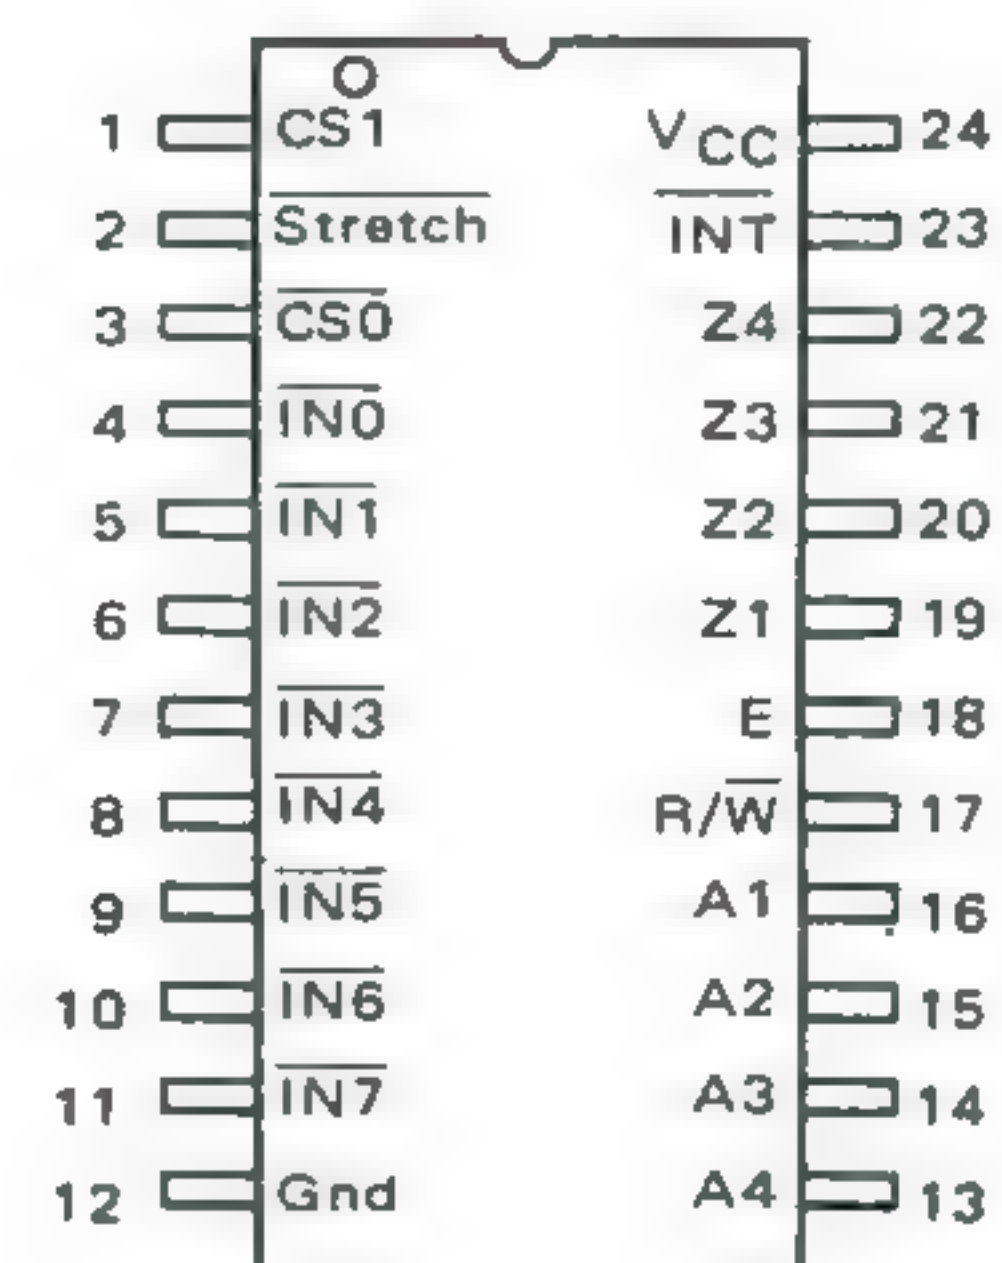 1 CS1 VCC 24
2 Stretch INT 23
3 CS0 Z4 22
4 IN0 Z3 21
5 IN1 Z2 20
6 IN2 Z1 19
7 IN3 E 18
8 IN4 R/W 17
9 IN5 A1 16
10 IN6 A2 15
11 IN7 A3 14
12 Gnd A4 13